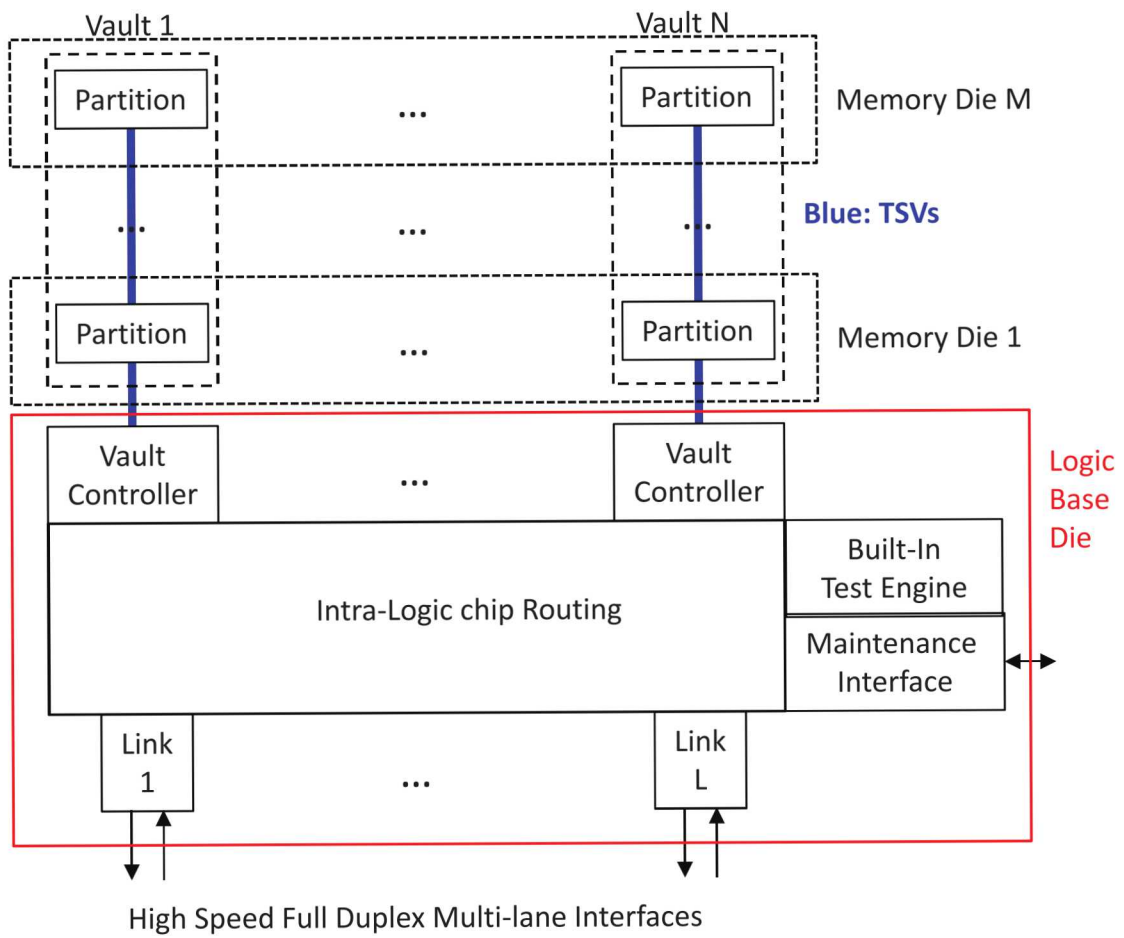 Vault 1
Vault N
Partition
...
Partition
Memory Die M
...
...
...
Blue: TSVs
Partition
...
Partition
Memory Die 1
Vault
Controller
...
Vault
Controller
Logic
Base
Die
Intra-Logic chip Routing
Built-In
Test Engine
Maintenance
Interface
Link
1
...
Link
L
High Speed Full Duplex Multi-lane Interfaces